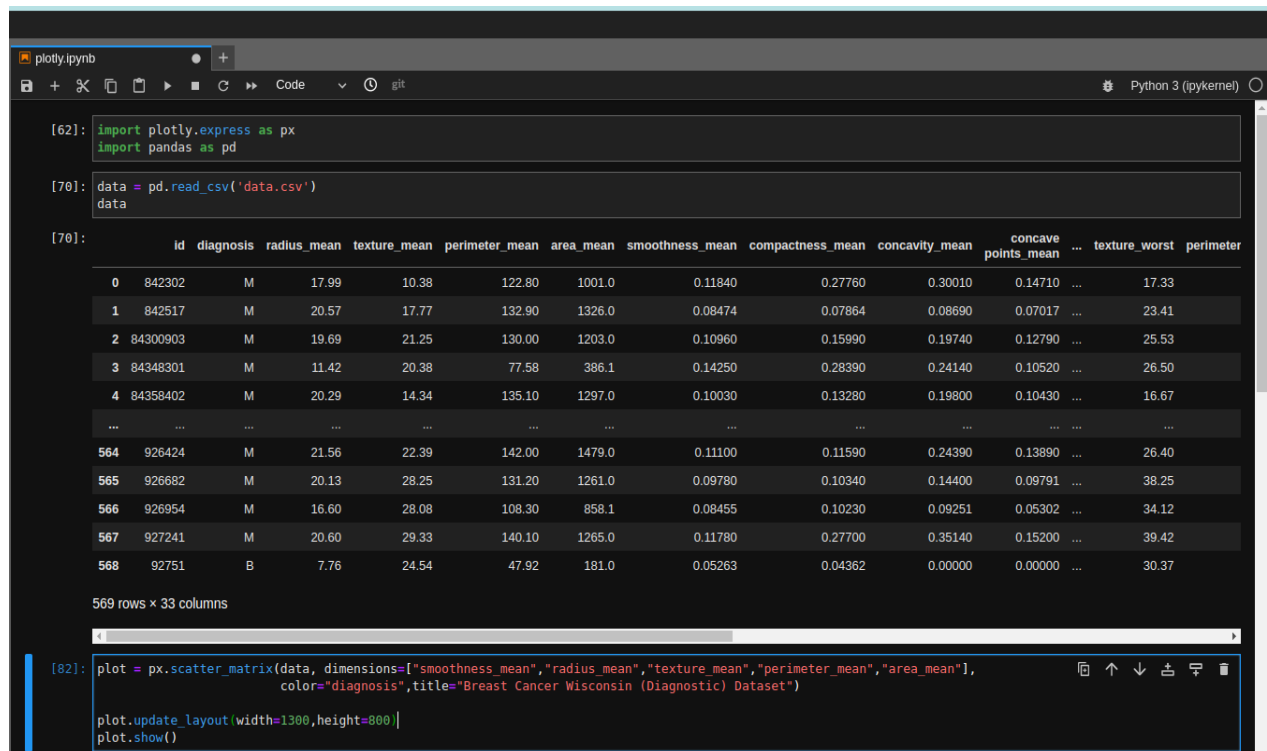 plotly.ipynb
Code git Python 3 (ipykernel)
[62]: import plotly.express as px
import pandas as pd
[70]: data = pd.read_csv('data.csv')
data
[70]: id diagnosis radius_mean texture_mean perimeter_mean area_mean smoothness_mean compactness_mean concavity_mean concave points_mean ... texture_worst perimeter
0 842302 M 17.99 10.38 122.80 1001.0 0.11840 0.27760 0.30010 0.14710 ... 17.33
1 842517 M 20.57 17.77 132.90 1326.0 0.08474 0.07864 0.08690 0.07017 ... 23.41
2 84300903 M 19.69 21.25 130.00 1203.0 0.10960 0.15990 0.19740 0.12790 ... 25.53
3 84348301 M 11.42 20.38 77.58 386.1 0.14250 0.28390 0.24140 0.10520 ... 26.50
4 84358402 M 20.29 14.34 135.10 1297.0 0.10030 0.13280 0.19800 0.10430 ... 16.67
... ... ... ... ... ... ... ... ... ... ... ... ...
564 926424 M 21.56 22.39 142.00 1479.0 0.11100 0.11590 0.24390 0.13890 ... 26.40
565 926682 M 20.13 28.25 131.20 1261.0 0.09780 0.10340 0.14400 0.09791 ... 38.25
566 926954 M 16.60 28.08 108.30 858.1 0.08455 0.10230 0.09251 0.05302 ... 34.12
567 927241 M 20.60 29.33 140.10 1265.0 0.11780 0.27700 0.35140 0.15200 ... 39.42
568 92751 B 7.76 24.54 47.92 181.0 0.05263 0.04362 0.00000 0.00000 ... 30.37
569 rows × 33 columns
[82]: plot = px.scatter_matrix(data, dimensions=["smoothness_mean","radius_mean","texture_mean","perimeter_mean","area_mean"],
color="diagnosis",title="Breast Cancer Wisconsin (Diagnostic) Dataset")
plot.update_layout(width=1300,height=800)
plot.show()